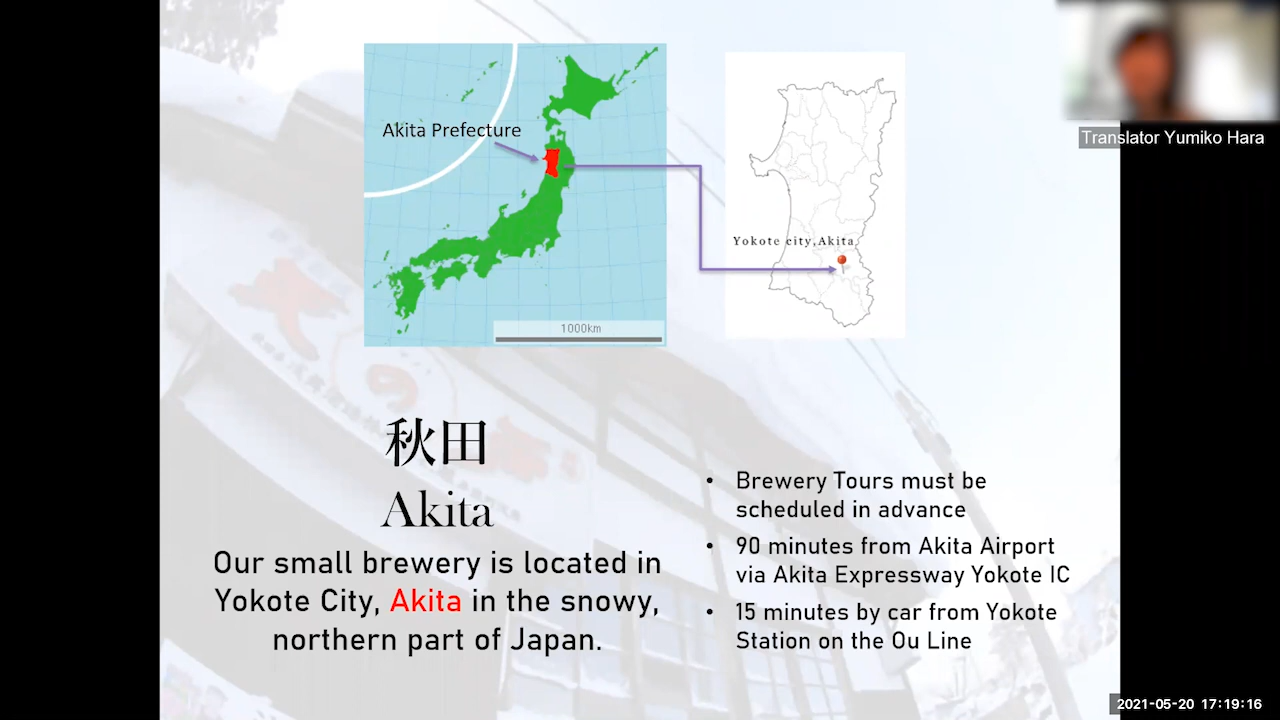 Akita Prefecture
1000km
Yokote city,Akita
Translator Yumiko Hara
秋田
Akita
Our small brewery is located in
Yokote City, Akita in the snowy,
northern part of Japan.
• Brewery Tours must be
scheduled in advance
• 90 minutes from Akita Airport
via Akita Expressway Yokote IC
• 15 minutes by car from Yokote
Station on the Ou Line
2021-05-20 17:19:16